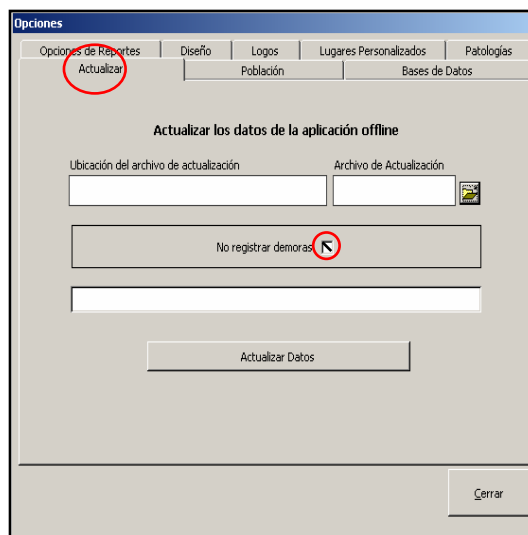 Opciones
Opciones de Reportes Diseño Logos Lugares Personalizados Patologías
Actualizar Población Bases de Datos
Actualizar los datos de la aplicación offline
Ubicación del archivo de actualización Archivo de Actualización
No registrar demoras
Actualizar Datos
Cerrar